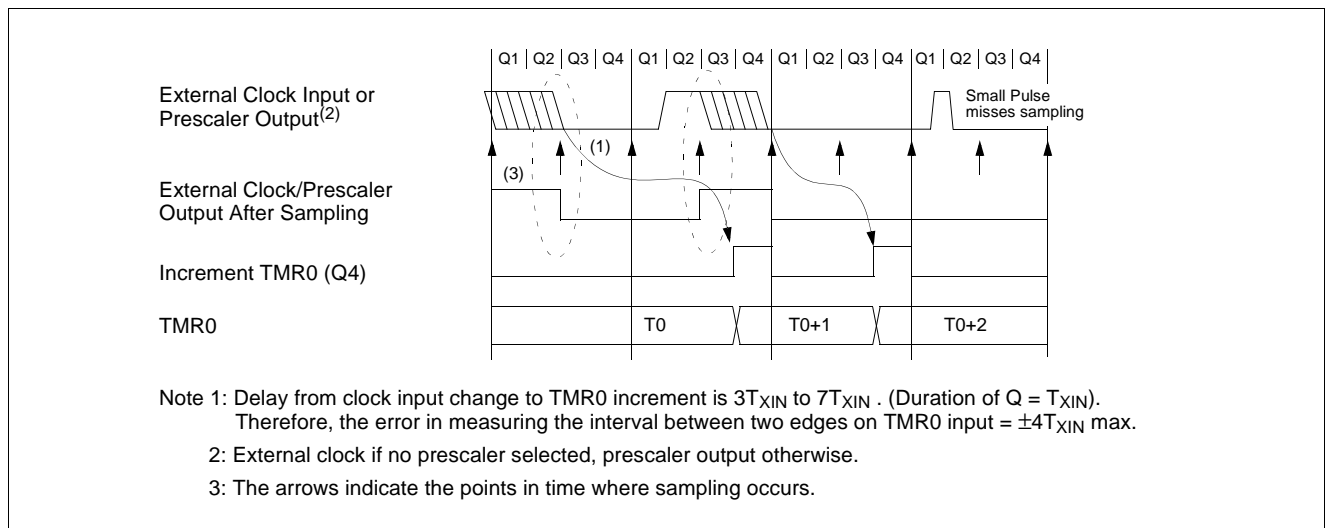 Q1 | Q2 | Q3 | Q4 | Q1 | Q2 | Q3 | Q4 | Q1 | Q2 | Q3 | Q4 | Q1 | Q2 | Q3 | Q4
External Clock Input or
Prescaler Output(2)
Small Pulse
misses sampling
(1)
(3)
External Clock/Prescaler
Output After Sampling
Increment TMR0 (Q4)
TMR0 T0 T0+1 T0+2
Note 1: Delay from clock input change to TMR0 increment is 3TXIN to 7TXIN . (Duration of Q = TXIN).
Therefore, the error in measuring the interval between two edges on TMR0 input = ±4TXIN max.
2: External clock if no prescaler selected, prescaler output otherwise.
3: The arrows indicate the points in time where sampling occurs.